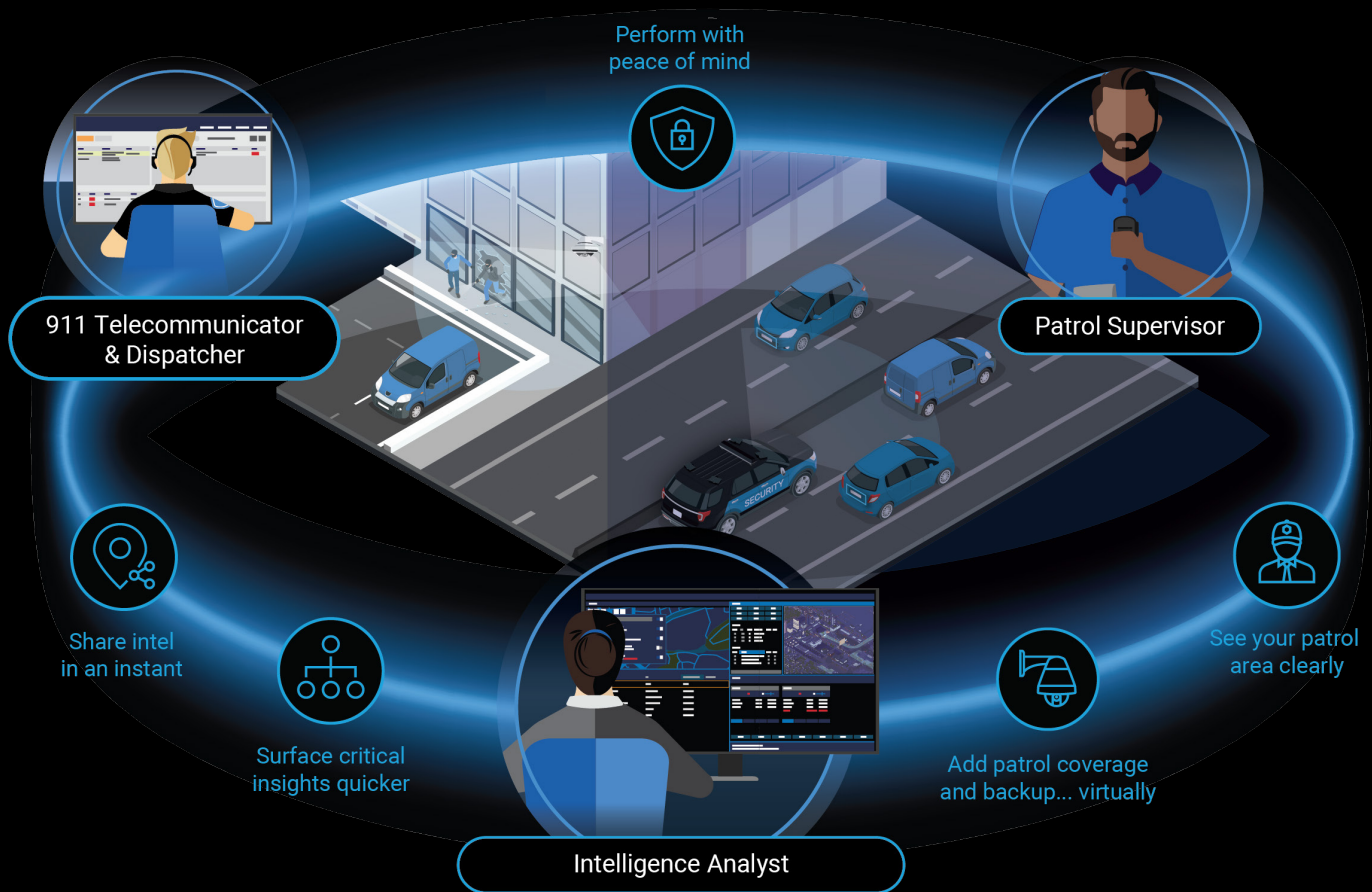 Perform with
peace of mind
911 Telecommunicator
& Dispatcher
Patrol Supervisor
SECURITY
Share intel
in an instant
See your patrol
area clearly
Surface critical
insights quicker
Add patrol coverage
and backup... virtually
Intelligence Analyst